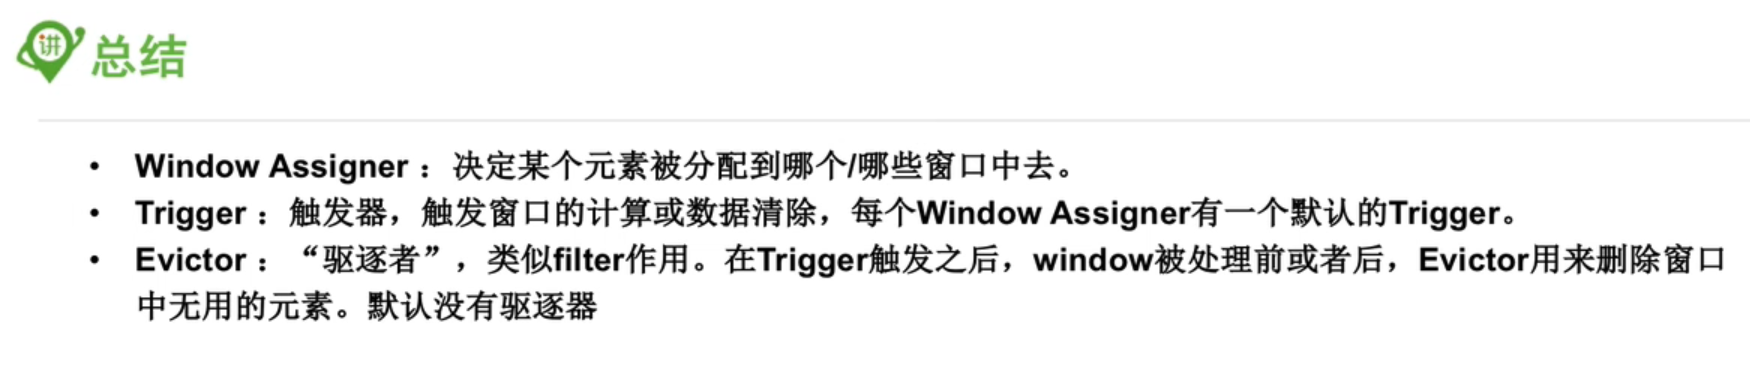 讲
总结
• Window Assigner ：决定某个元素被分配到哪个/哪些窗口中去。
• Trigger ：触发器，触发窗口的计算或数据清除，每个Window Assigner有一个默认的Trigger。
• Evictor ：“驱逐者”，类似filter作用。在Trigger触发之后，window被处理前或者后，Evictor用来删除窗口
中无用的元素。默认没有驱逐器